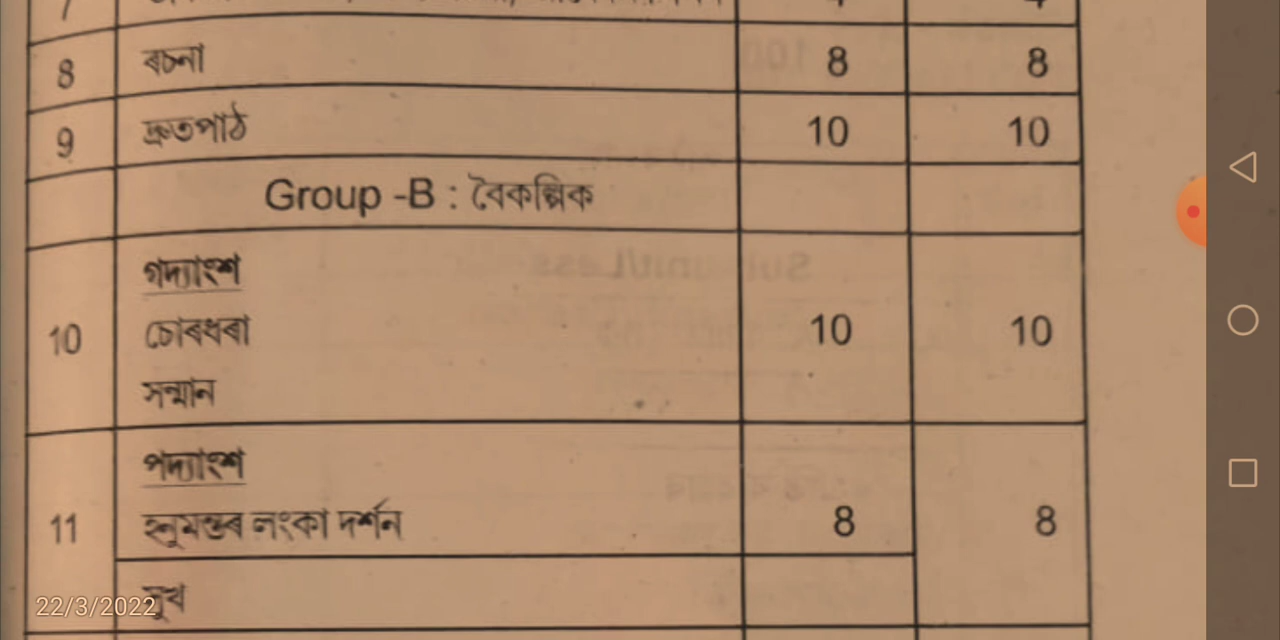 8 ৰচনা 8 8
9 দ্ৰুতপাঠ 10 10
Group -B : বৈকল্পিক
গদ্যাংশ
10 চোৰধৰা 10 10
সন্মান
পদ্যাংশ
11 হনুমন্তৰ লংকা দৰ্শন 8 8
22/3/2022